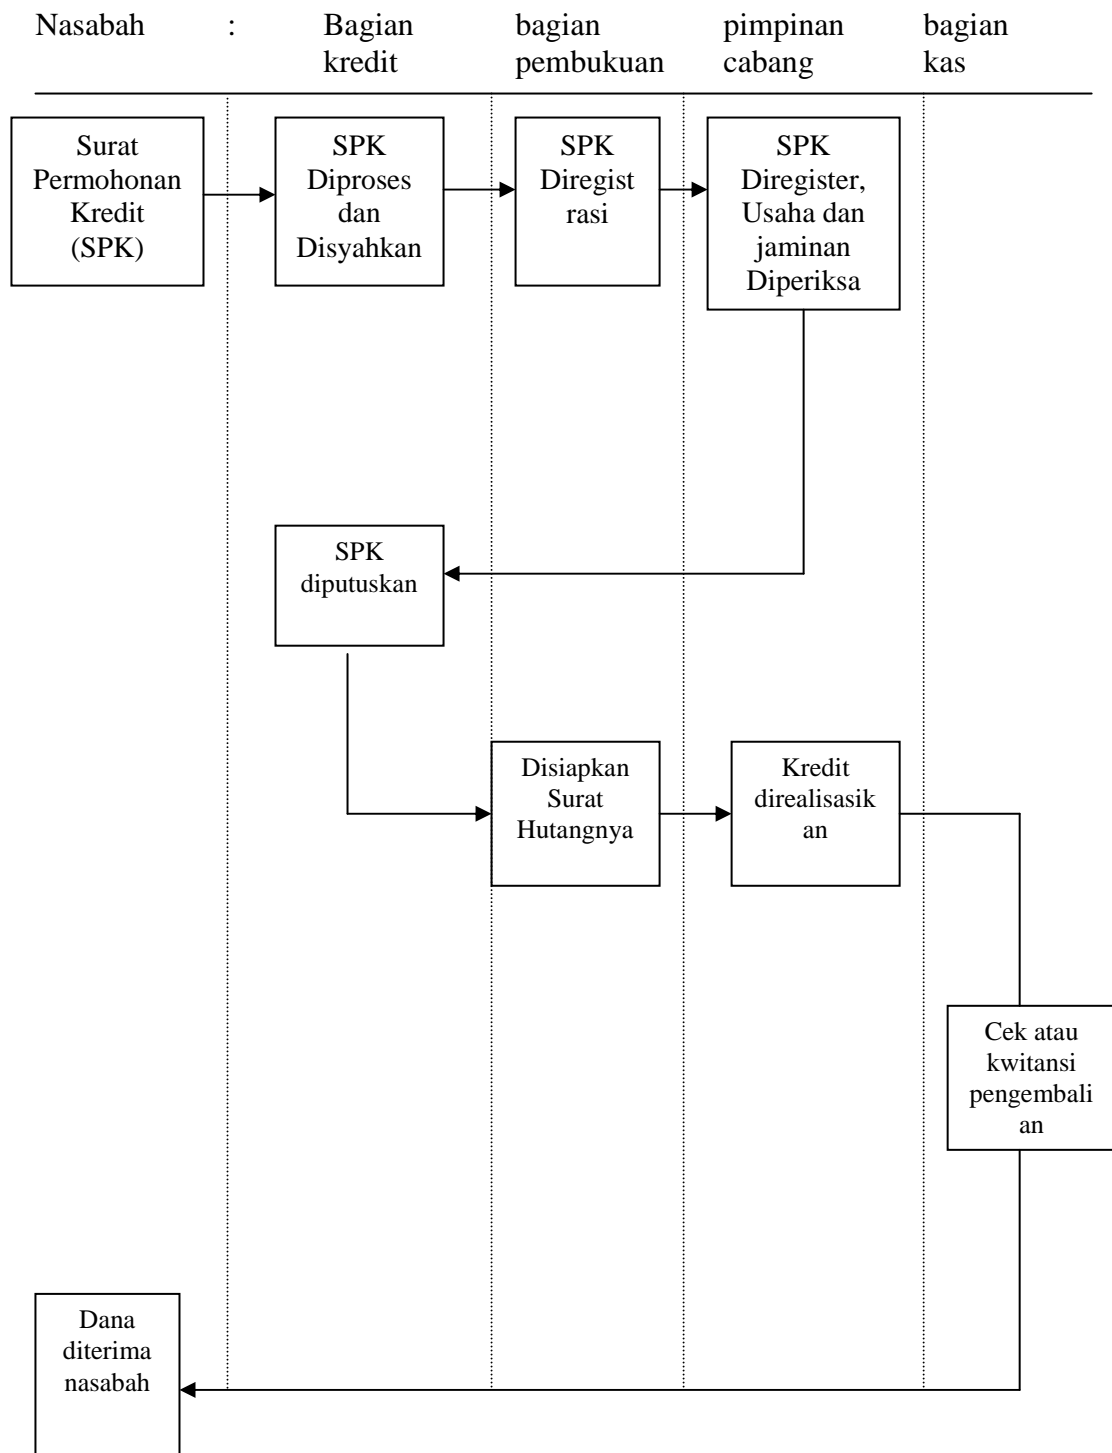 Nasabah : Bagian bagian pimpinan bagian
kredit pembukuan cabang kas
Surat
Permohonan
Kredit
(SPK)
SPK
Diproses
dan
Disyahkan
SPK
Diregist
rasi
SPK
Diregister,
Usaha dan
jaminan
Diperiksa
SPK
diputuskan
Disiapkan
Surat
Hutangnya
Kredit
direalisasik
an
Cek atau
kwitansi
pengembali
an
Dana
diterima
nasabah